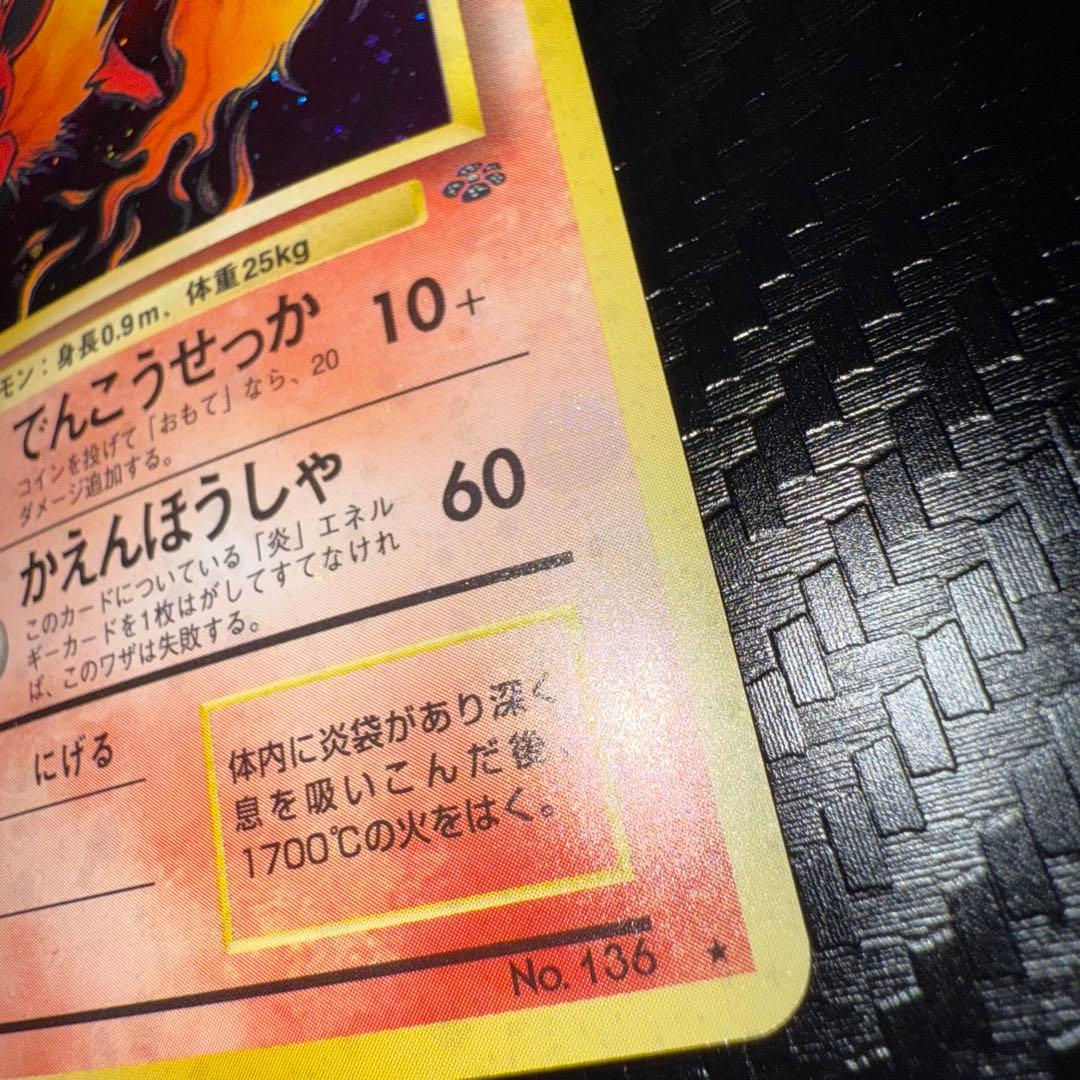 モン：身長0.9m、体重25kg
でんこうせっか 10+
コインを投げて「おもて」なら、20
ダメージ追加する。
かえんほうしゃ 60
このカードについている「炎」エネル
ギーカードを1枚はがしてすてなけれ
ば、このワザは失敗する。
にげる
体内に炎袋があり深く
息を吸いこんだ後、
1700℃の火をはく。
No. 136 ★